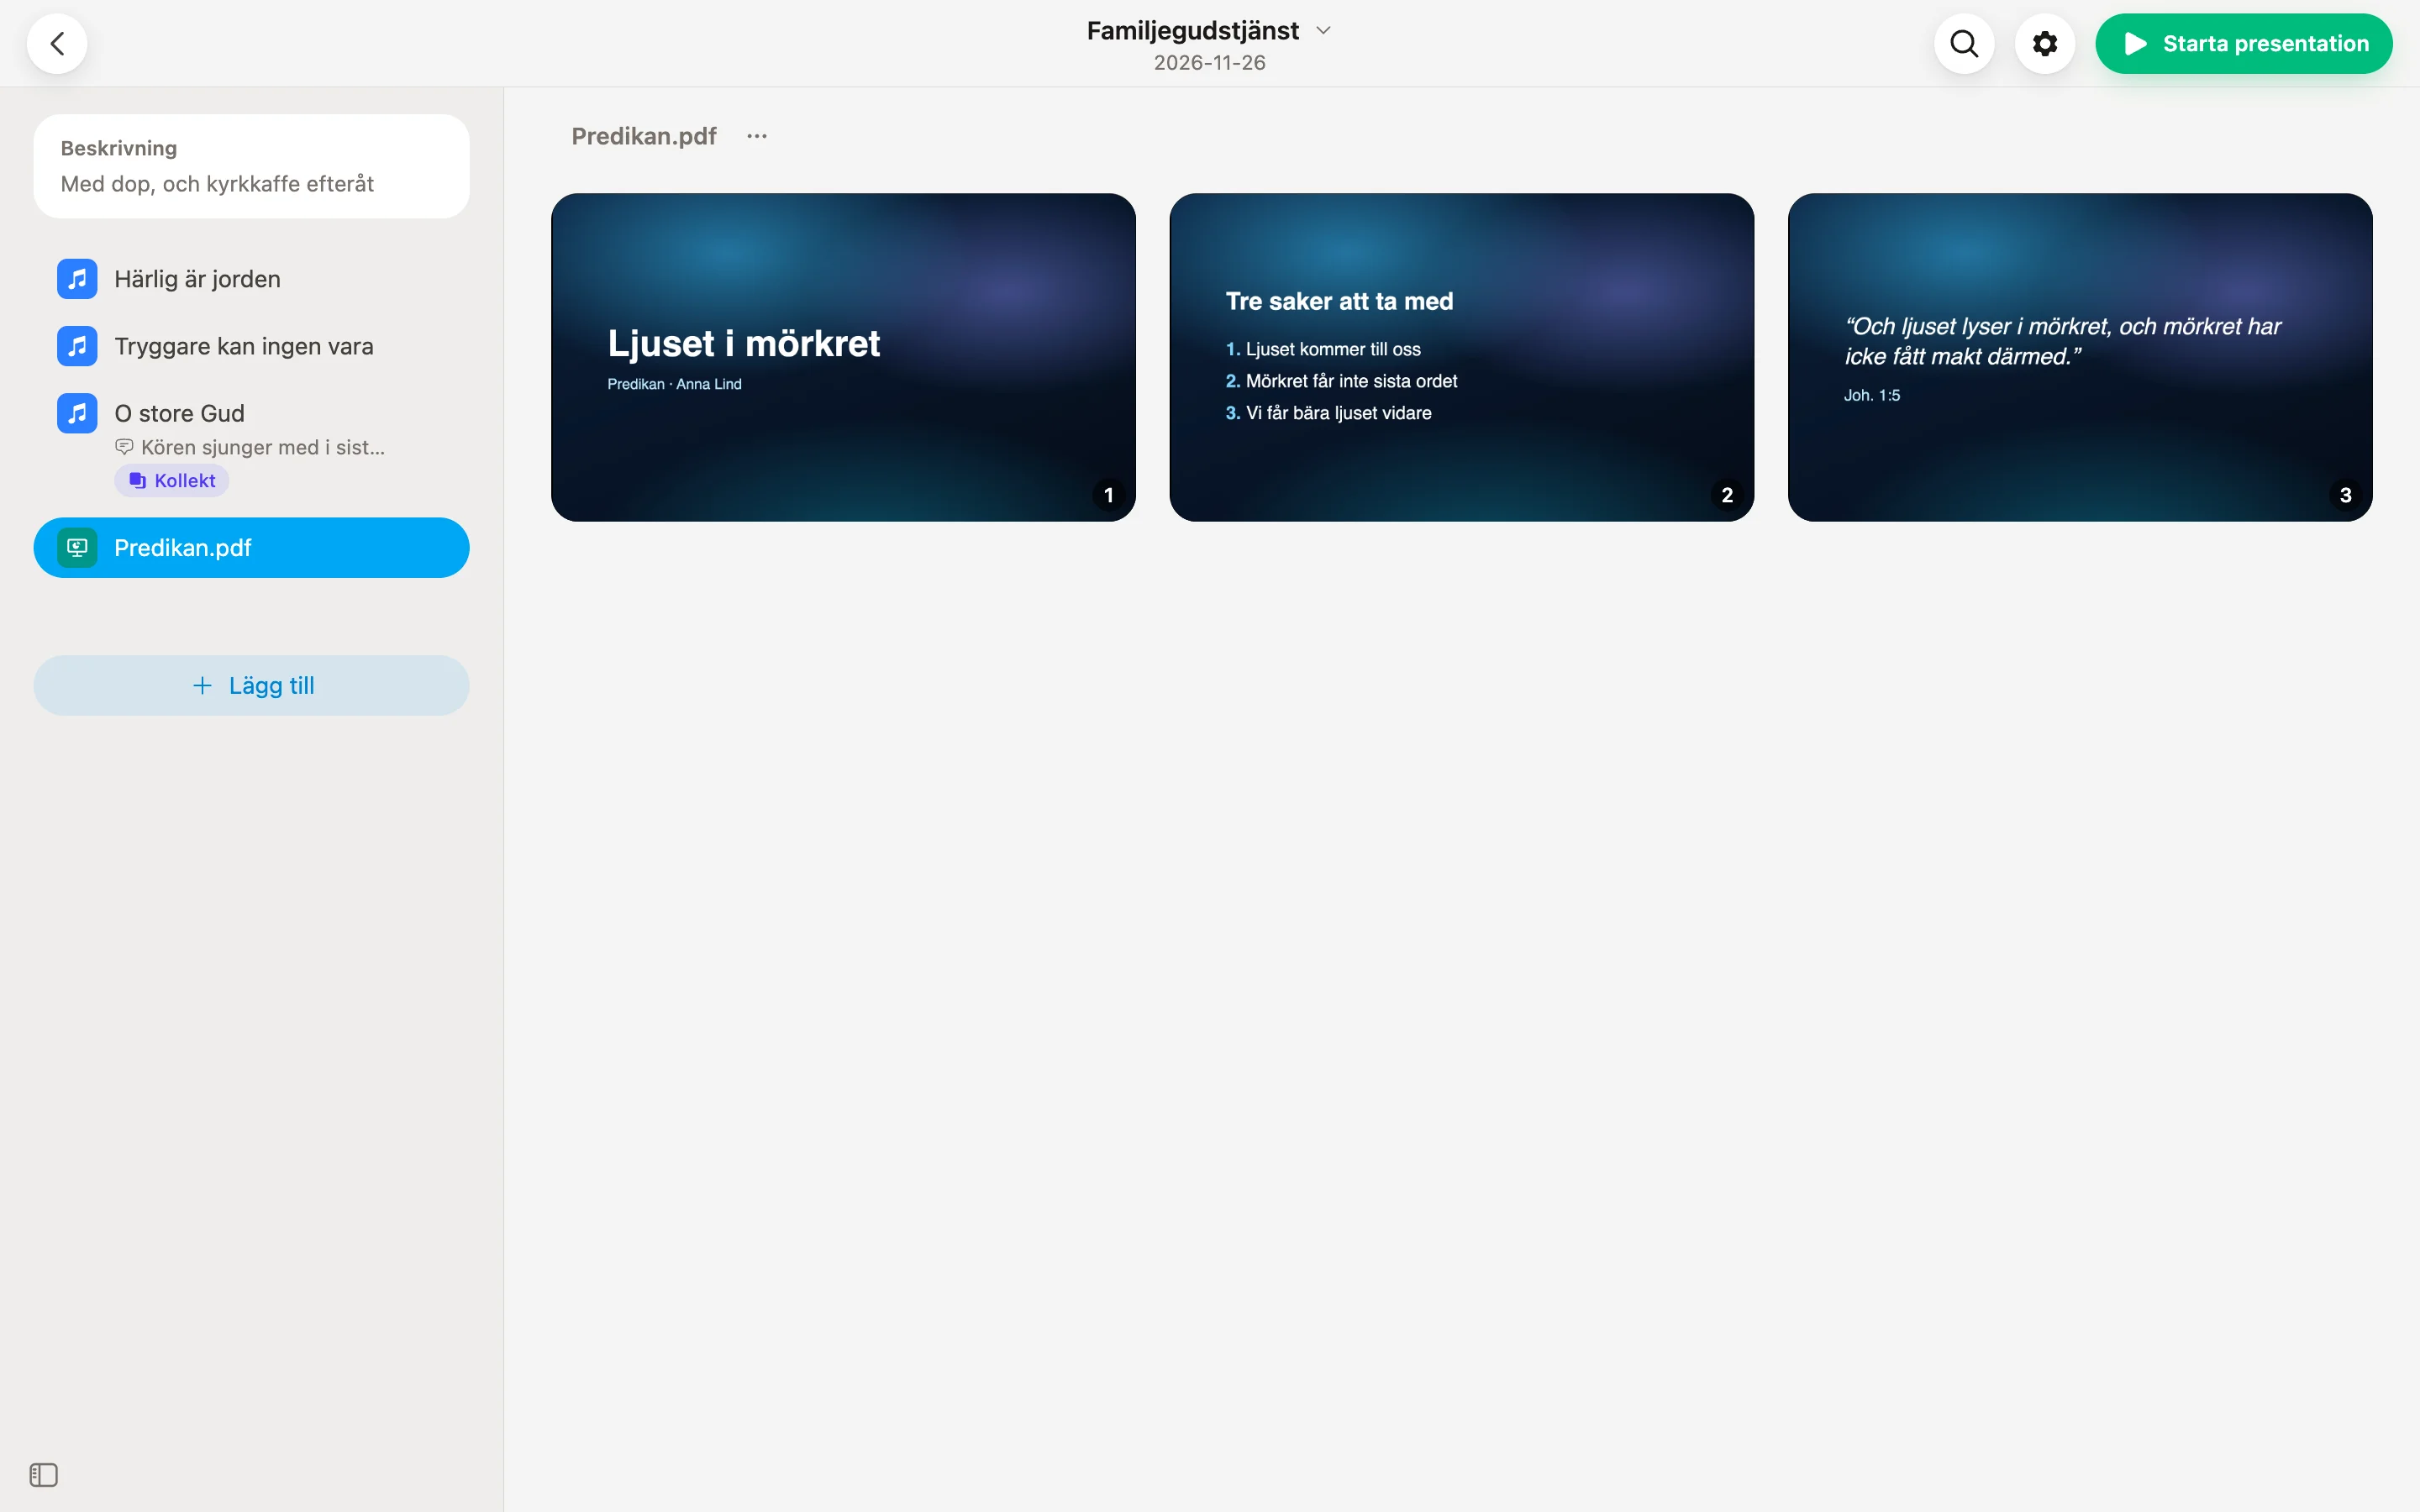 Familjegudstjänst
2026-11-26
Starta presentation
Beskrivning
Med dop, och kyrkkaffe efteråt
Härlig är jorden
Tryggare kan ingen vara
O store Gud
Kören sjunger med i sist...
Kollekt
Predikan.pdf
Lägg till
Predikan.pdf
Ljuset i mörkret
Predikan · Anna Lind
1
Tre saker att ta med
1. Ljuset kommer till oss
2. Mörkret får inte sista ordet
3. Vi får bära ljuset vidare
2
“Och ljuset lyser i mörkret, och mörkret har
icke fått makt därmed.”
Joh. 1:5
3